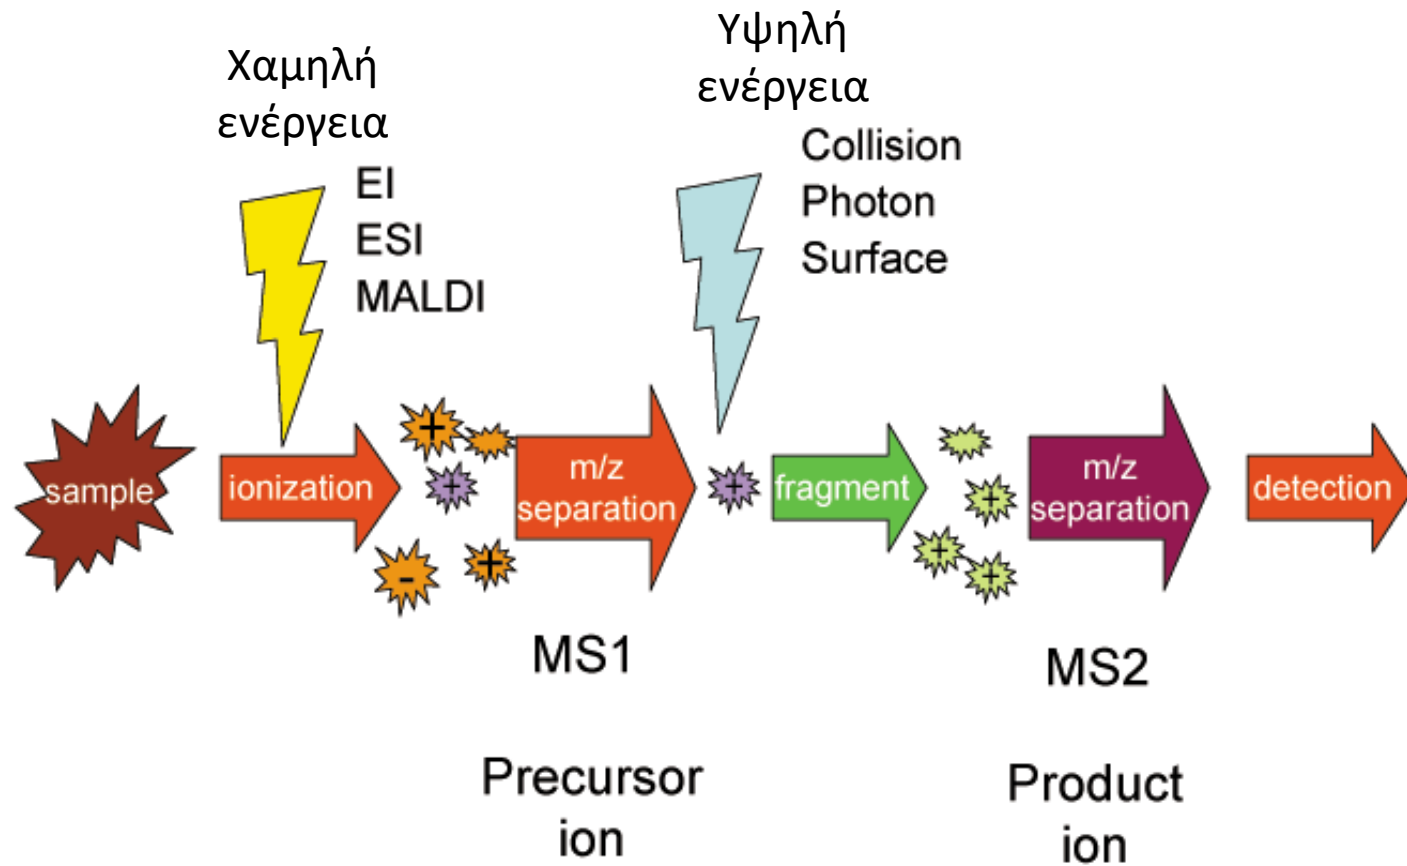 Χαμηλή
ενέργεια
EI
ESI
MALDI
Υψηλή
ενέργεια
Collision
Photon
Surface
sample
ionization
+
+
-
+
m/z
separation
+
fragment
+
+
+
m/z
separation
detection
MS1
MS2
Precursor
ion
Product
ion